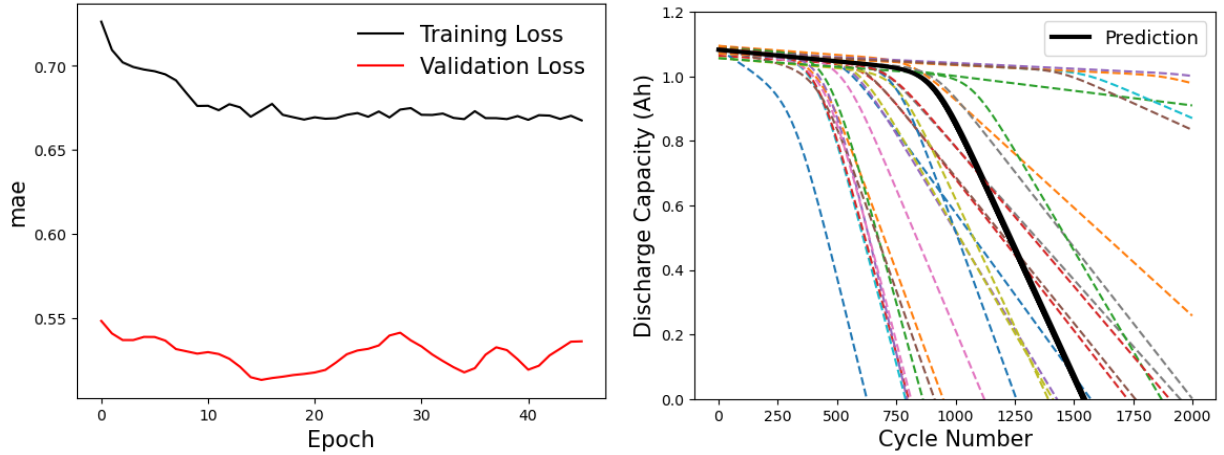 mae
0.70
0.65
0.60
0.55
Training Loss
Validation Loss
0 10 20 30 40
Epoch
Discharge Capacity (Ah)
1.2
1.0
0.8
0.6
0.4
0.2
0.0
Prediction
0 250 500 750 1000 1250 1500 1750 2000
Cycle Number